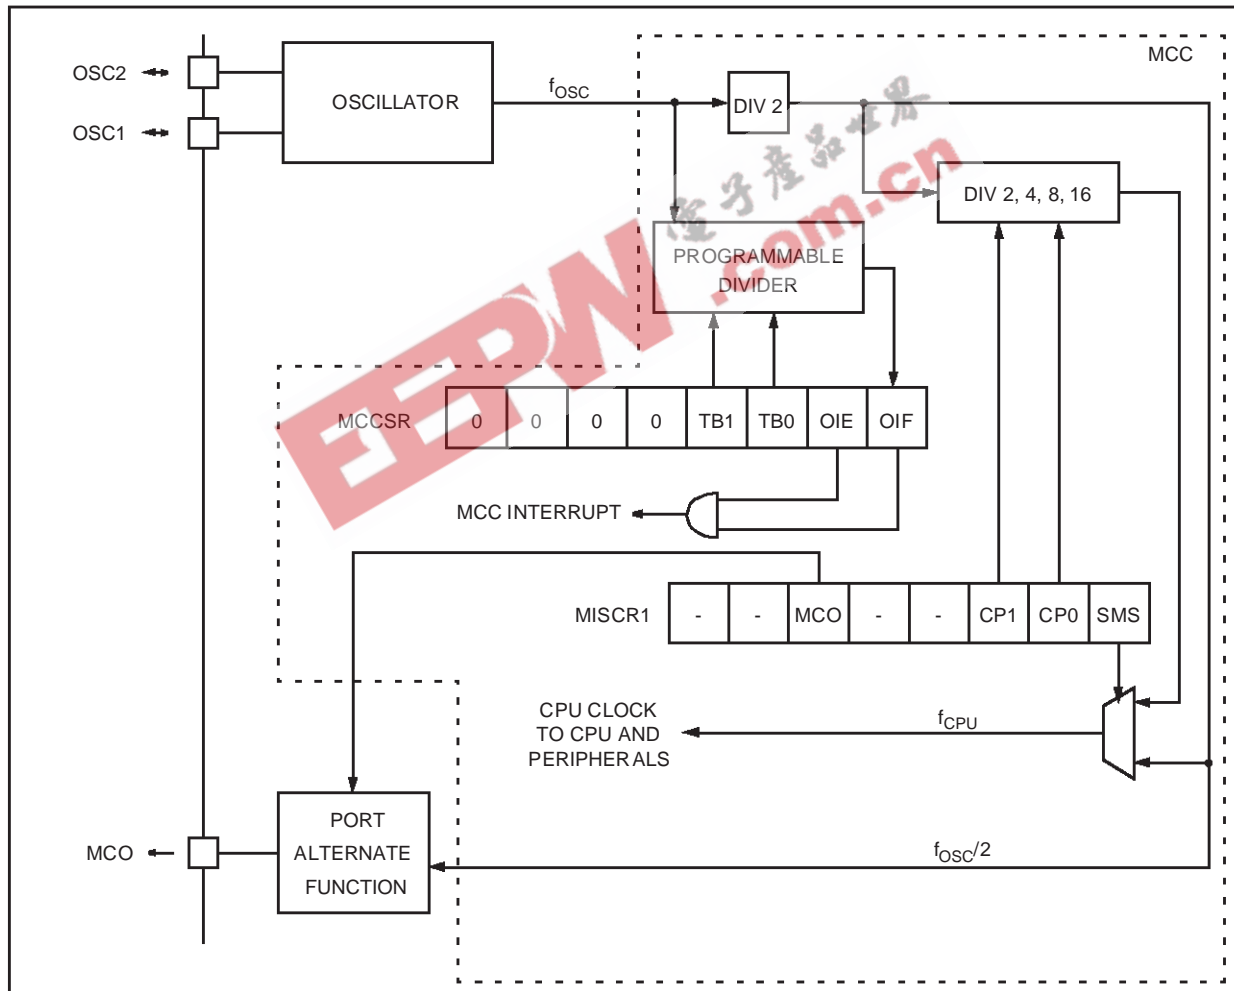 MCC
OSC2
OSC1
OSCILLATOR
fOSC
DIV 2
DIV 2, 4, 8, 16
PROGRAMMABLE
DIVIDER
電子產品世界
EEPW.com.cn
MCCSR 0 0 0 0 TB1 TB0 OIE OIF
MCC INTERRUPT
MISCR1 - - MCO - - CP1 CP0 SMS
CPU CLOCK
TO CPU AND
PERIPHERALS
fCPU
PORT
ALTERNATE
FUNCTION
MCO
fOSC/2